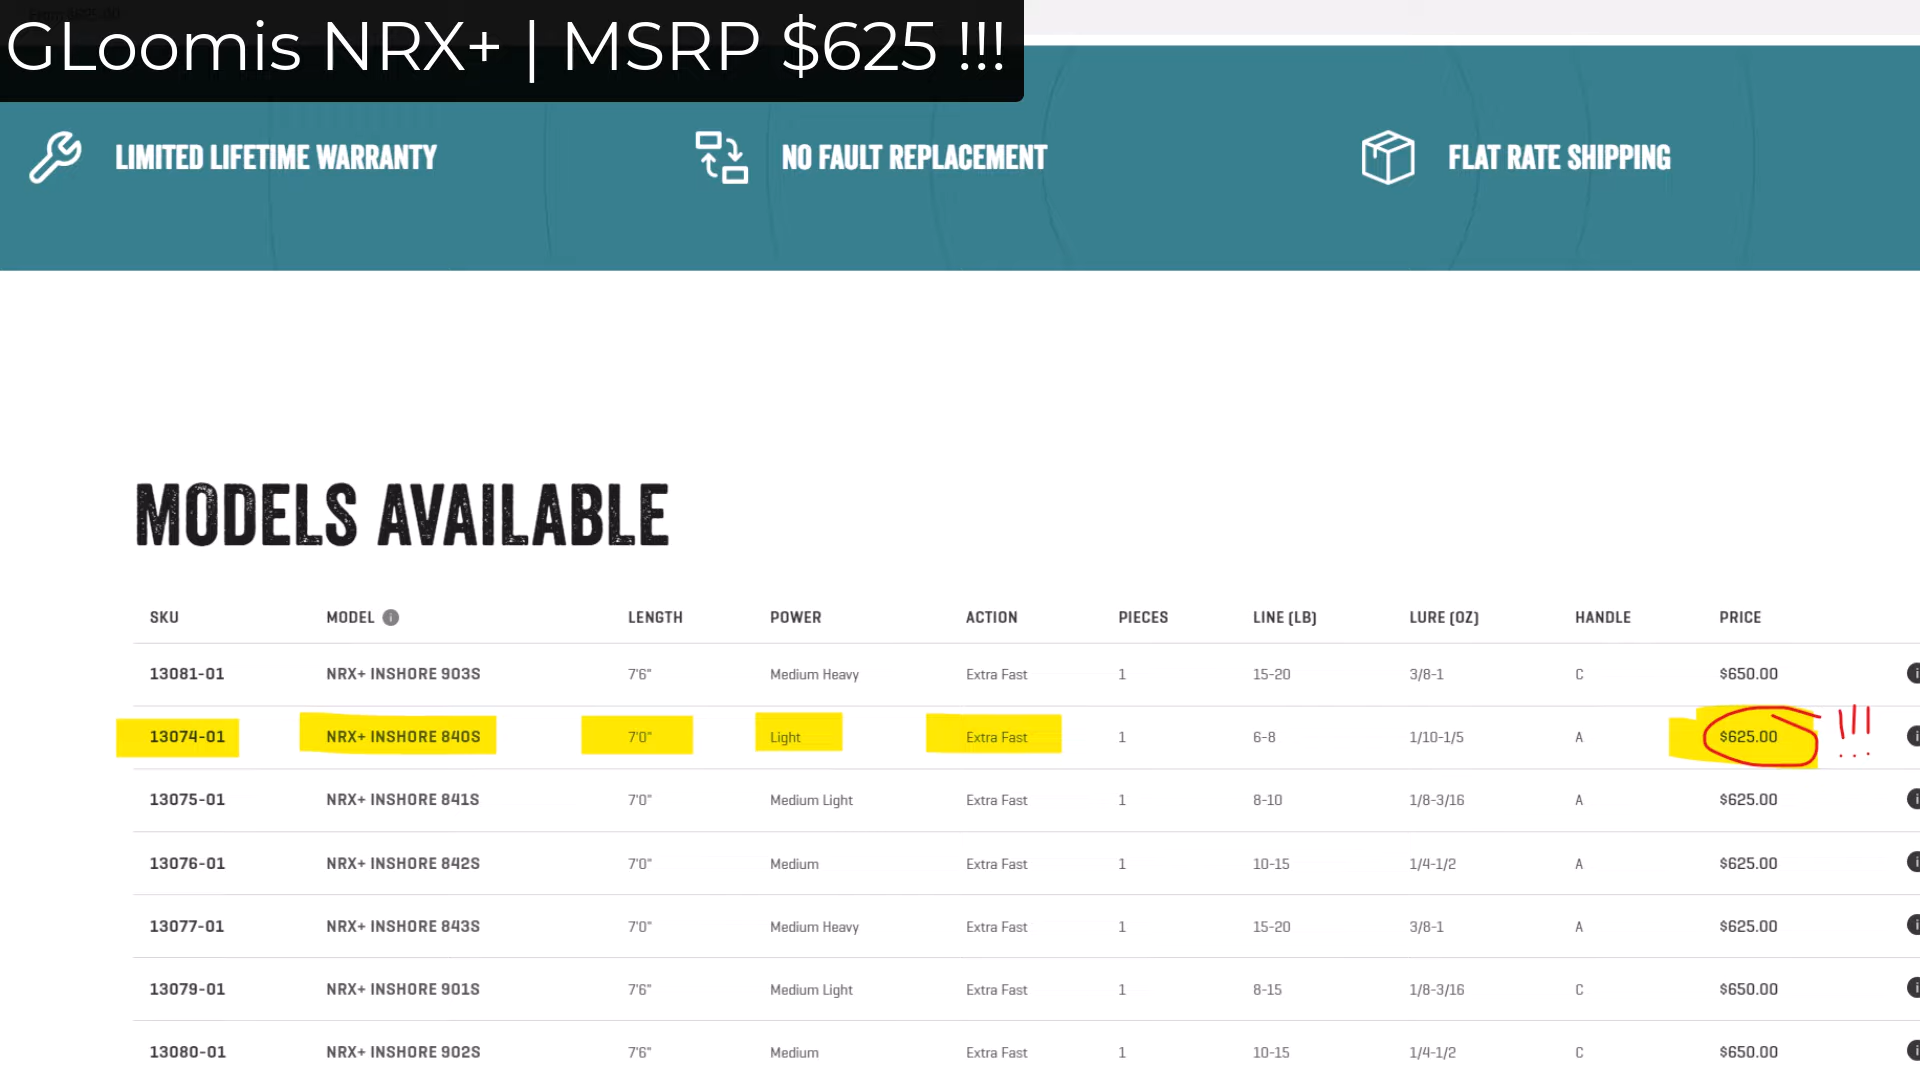 GLoomis NRX+ | MSRP $625 !!!
LIMITED LIFETIME WARRANTY NO FAULT REPLACEMENT FLAT RATE SHIPPING
MODELS AVAILABLE
SKU MODEL i LENGTH POWER ACTION PIECES LINE (LB) LURE (OZ) HANDLE PRICE
13081-01 NRX+ INSHORE 903S 7'6" Medium Heavy Extra Fast 1 15-20 3/8-1 C $650.00
13074-01 NRX+ INSHORE 840S 7'0" Light Extra Fast 1 6-8 1/10-1/5 A $625.00 !!!
13075-01 NRX+ INSHORE 841S 7'0" Medium Light Extra Fast 1 8-10 1/8-3/16 A $625.00
13076-01 NRX+ INSHORE 842S 7'0" Medium Extra Fast 1 10-15 1/4-1/2 A $625.00
13077-01 NRX+ INSHORE 843S 7'0" Medium Heavy Extra Fast 1 15-20 3/8-1 A $625.00
13079-01 NRX+ INSHORE 901S 7'6" Medium Light Extra Fast 1 8-15 1/8-3/16 C $650.00
13080-01 NRX+ INSHORE 902S 7'6" Medium Extra Fast 1 10-15 1/4-1/2 C $650.00